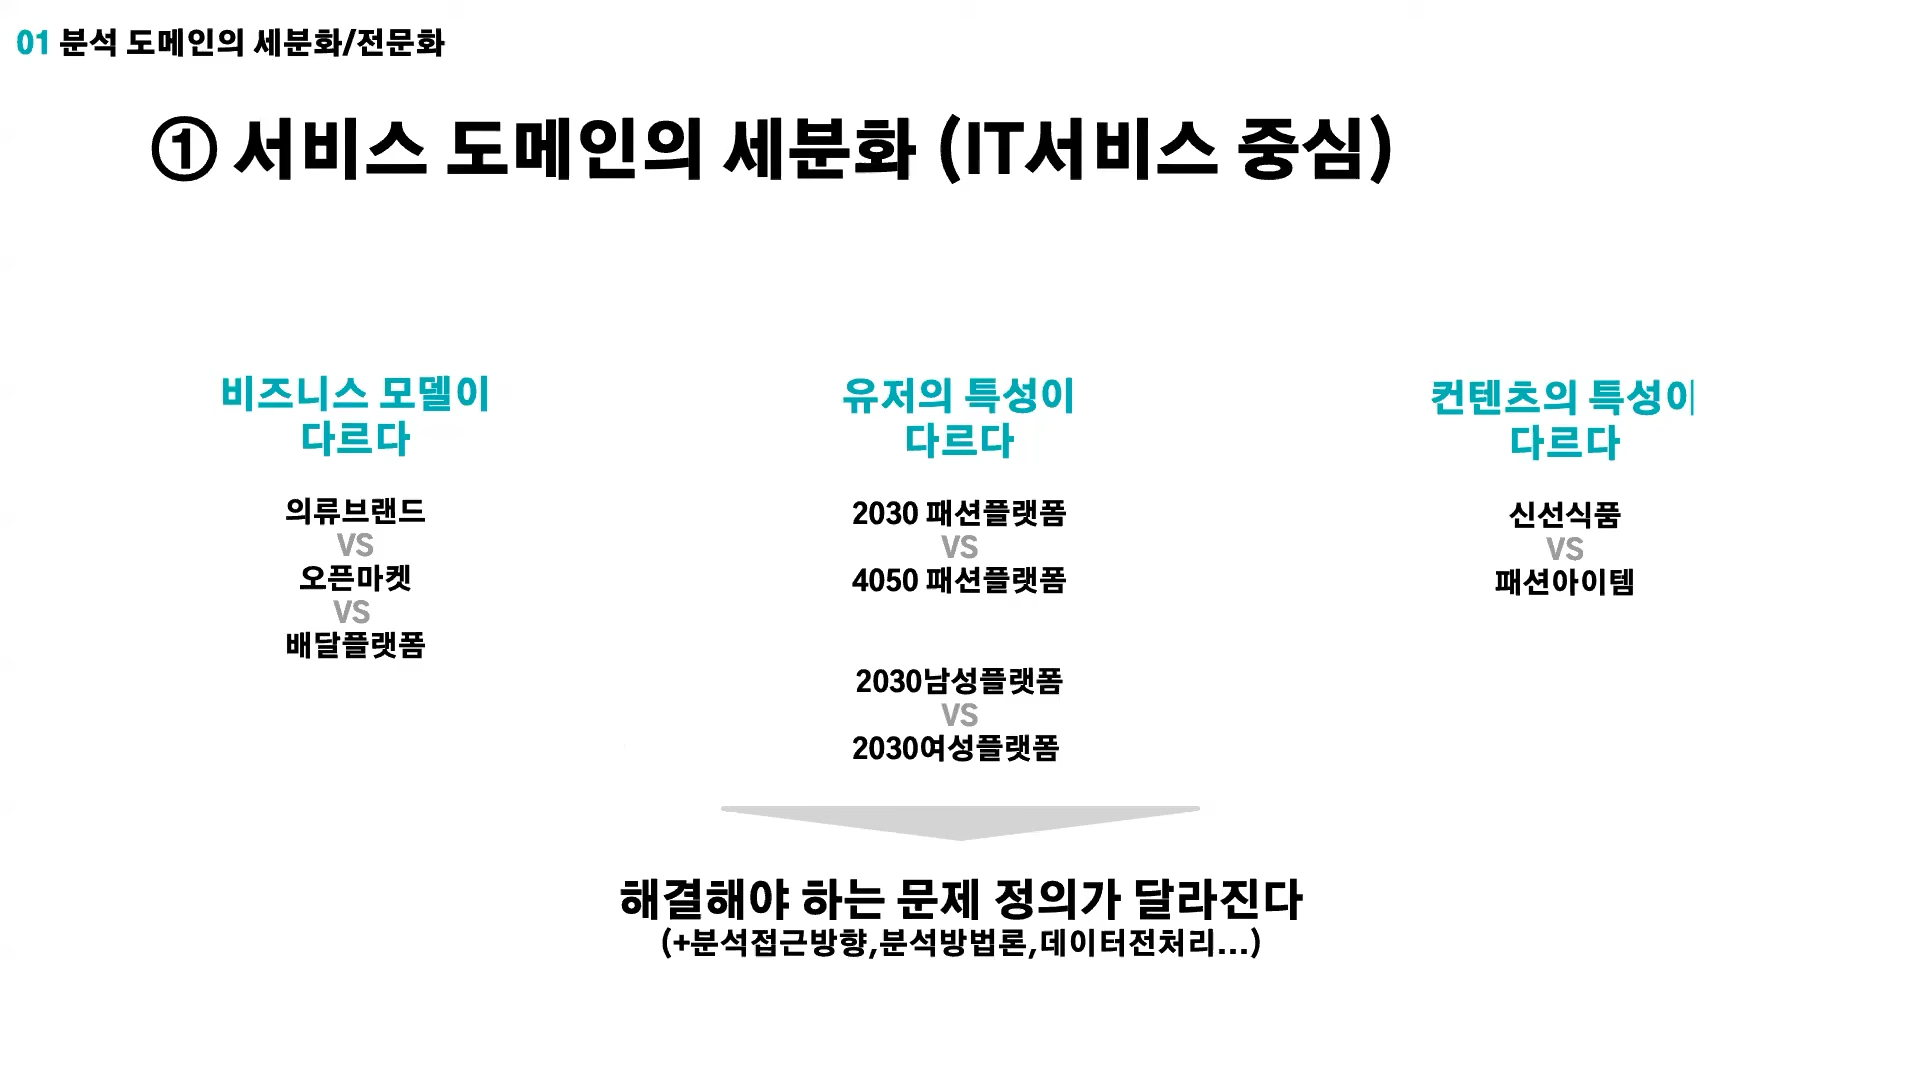 01 분석 도메인의 세분화/전문화
① 서비스 도메인의 세분화 (IT서비스 중심)
비즈니스 모델이
다르다
의류브랜드
VS
오픈마켓
VS
배달플랫폼
유저의 특성이
다르다
2030 패션플랫폼
VS
4050 패션플랫폼
2030남성플랫폼
VS
2030여성플랫폼
컨텐츠의 특성이
다르다
신선식품
VS
패션아이템
해결해야 하는 문제 정의가 달라진다
(+분석접근방향,분석방법론,데이터전처리...)